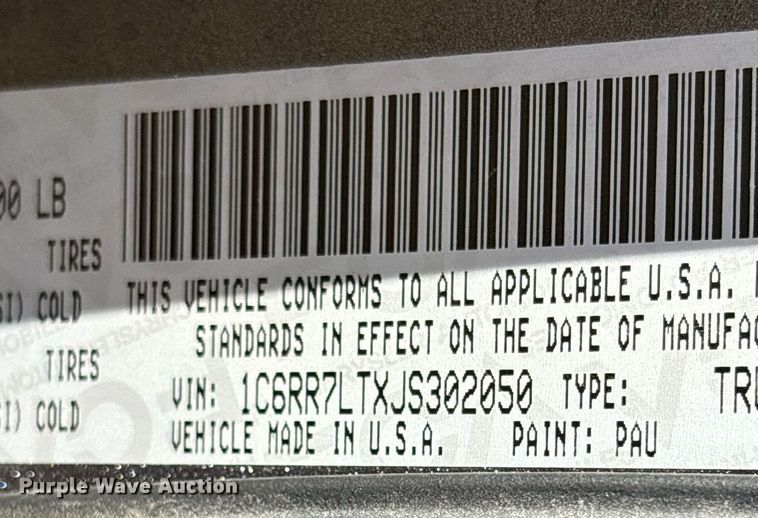 00 LB
TIRES
SI) COLD
TIRES
SI) COLD
THIS VEHICLE CONFORMS TO ALL APPLICABLE U.S.A.
STANDARDS IN EFFECT ON THE DATE OF MANUFAC
VIN: 1C6RR7LTXJS302050 TYPE: TRU
VEHICLE MADE IN U.S.A. PAINT: PAU
Purple Wave Auction